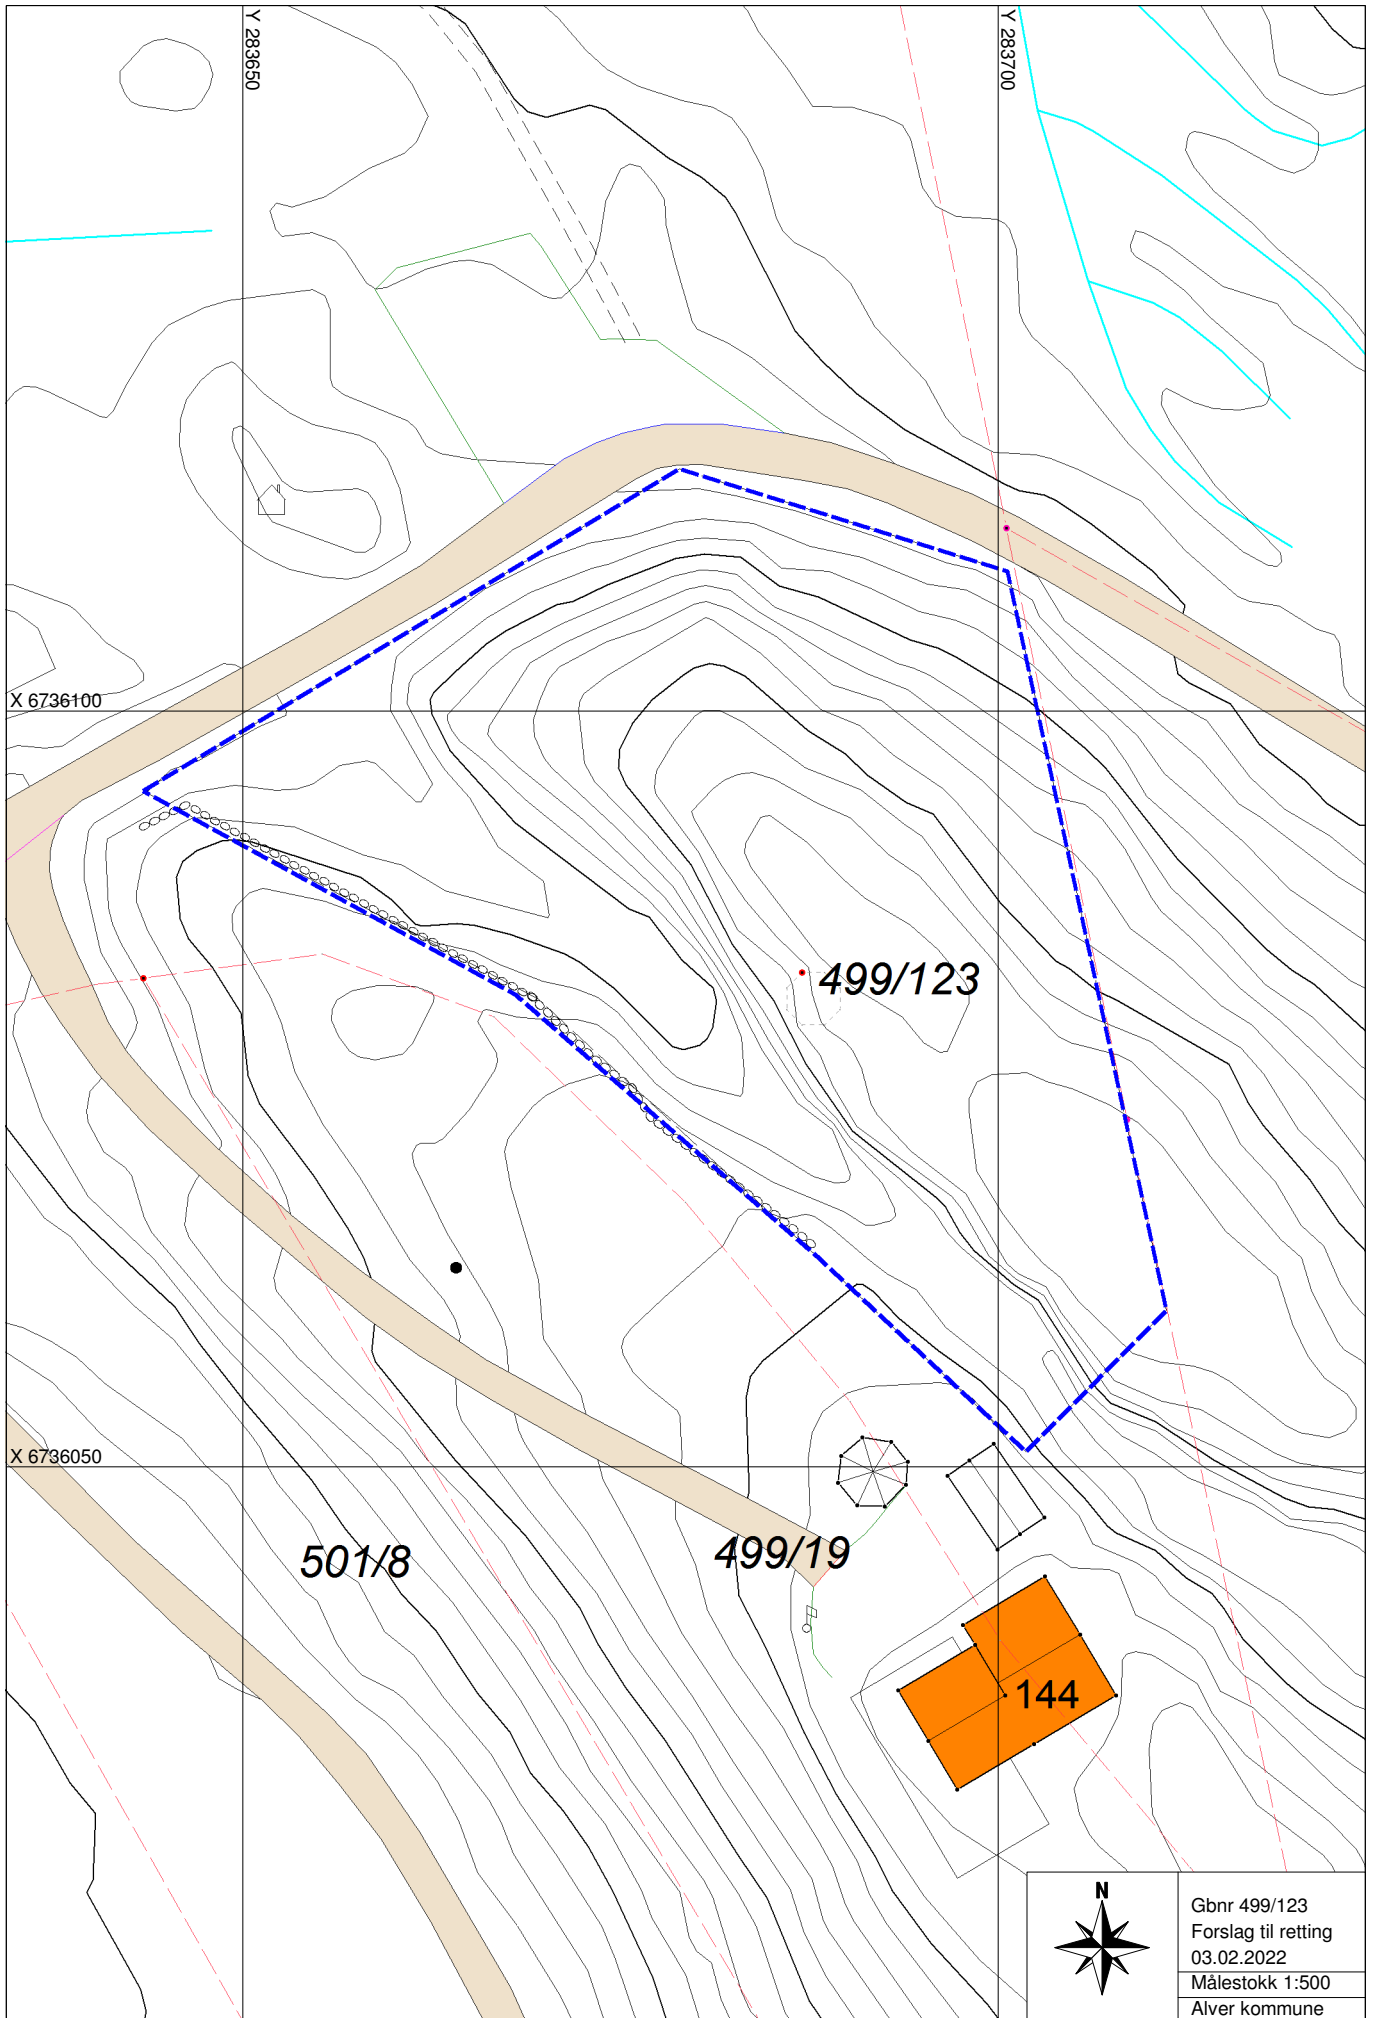 Y 283650
Y 283700
X 6736100
499/123
X 6736050
501/8
499/19
144
N
Gbnr 499/123
Forslag til retting
03.02.2022
Målestokk 1:500
Alver kommune